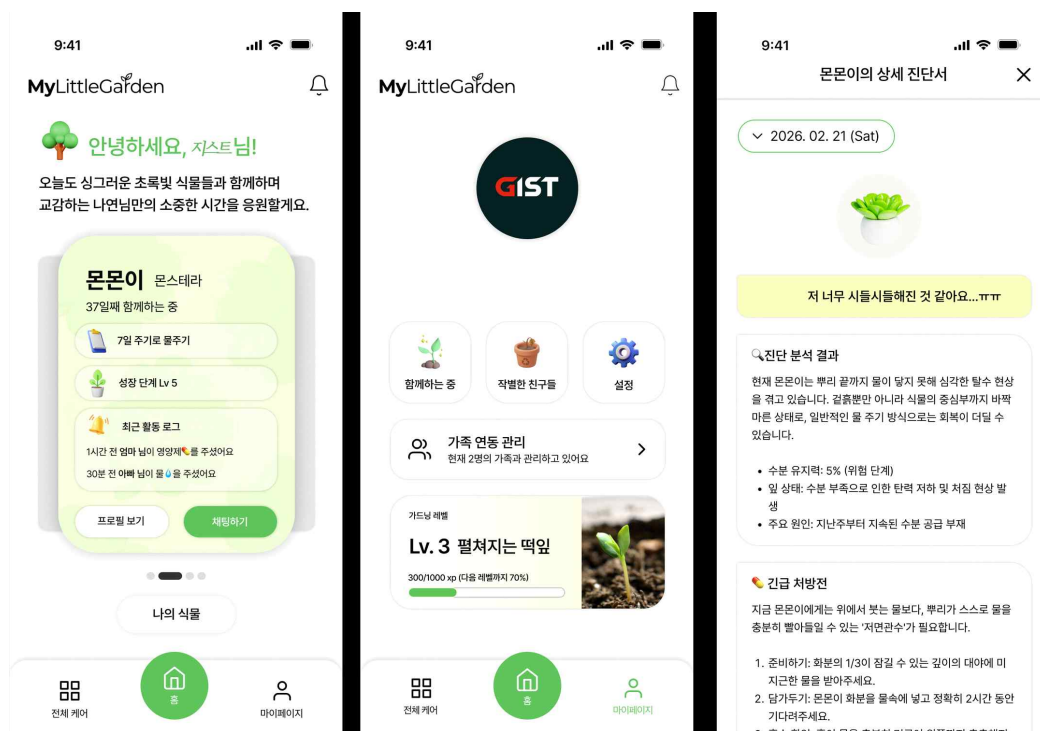 9:41
MyLittleGarden
안녕하세요, 지스트님!
오늘도 싱그러운 초록빛 식물들과 함께하며
교감하는 나연님만의 소중한 시간을 응원할게요.
몬몬이 몬스테라
37일째 함께하는 중
7일 주기로 물주기
성장 단계 Lv 5
최근 활동 로그
1시간 전 엄마 님이 영양제💊를 주셨어요
30분 전 아빠 님이 물💧을 주셨어요
프로필 보기
채팅하기
나의 식물
전체 케어
홈
마이페이지
9:41
MyLittleGarden
GIST
함께하는 중
작별한 친구들
설정
가족 연동 관리
현재 2명의 가족과 관리하고 있어요
가드닝 레벨
Lv. 3 펼쳐지는 떡잎
300/1000 xp (다음 레벨까지 70%)
전체 케어
홈
마이페이지
9:41
몬몬이의 상세 진단서
2026. 02. 21 (Sat)
저 너무 시들시들해진 것 같아요...ㅠㅠ
🔍진단 분석 결과
현재 몬몬이는 뿌리 끝까지 물이 닿지 못해 심각한 탈수 현상
을 겪고 있습니다. 겉흙뿐만 아니라 식물의 중심부까지 바짝
마른 상태로, 일반적인 물 주기 방식으로는 회복이 더딜 수
있습니다.
• 수분 유지력: 5% (위험 단계)
• 잎 상태: 수분 부족으로 인한 탄력 저하 및 처짐 현상 발
생
• 주요 원인: 지난주부터 지속된 수분 공급 부재
💊 긴급 처방전
지금 몬몬이에게는 위에서 붓는 물보다, 뿌리가 스스로 물을
충분히 빨아들일 수 있는 '저면관수'가 필요합니다.
1. 준비하기: 화분의 1/3이 잠길 수 있는 깊이의 대야에 미
지근한 물을 받아주세요.
2. 담가두기: 몬몬이 화분을 물속에 넣고 정확히 2시간 동안
기다려주세요.